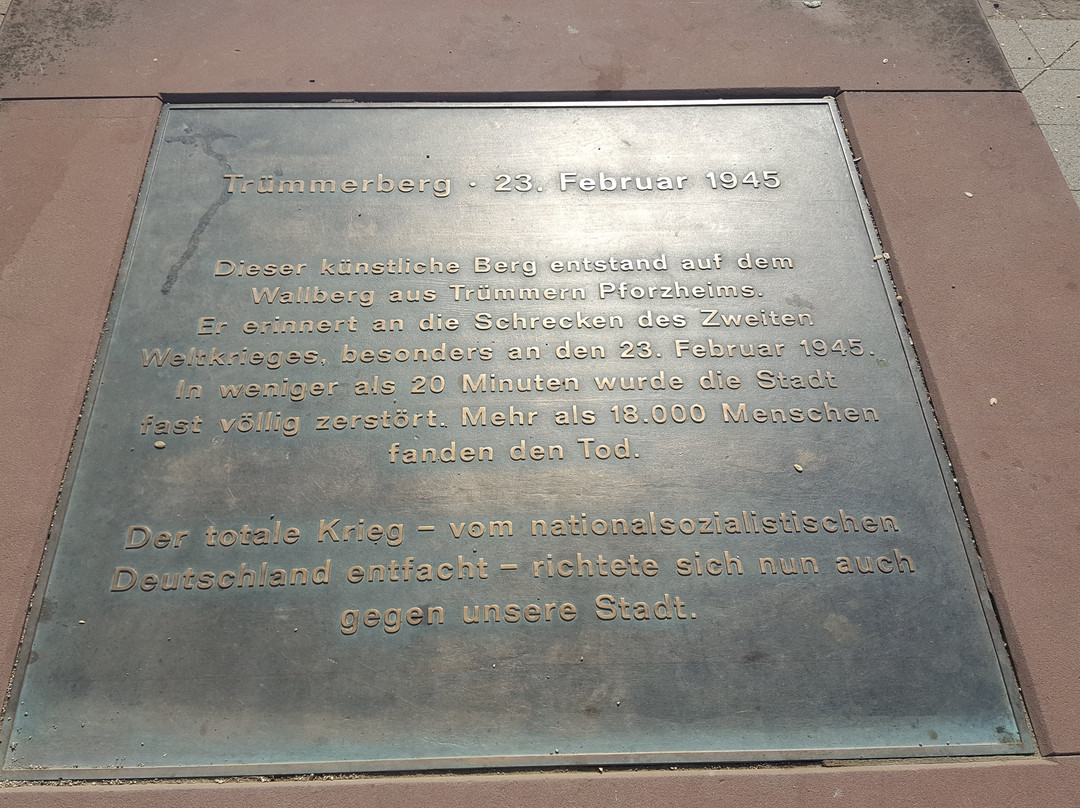 Trümmerberg · 23. Februar 1945
Dieser künstliche Berg entstand auf dem
Wallberg aus Trümmern Pforzheims.
Er erinnert an die Schrecken des Zweiten
Weltkrieges, besonders an den 23. Februar 1945.
In weniger als 20 Minuten wurde die Stadt
fast völlig zerstört. Mehr als 18.000 Menschen
fanden den Tod.
Der totale Krieg – vom nationalsozialistischen
Deutschland entfacht – richtete sich nun auch
gegen unsere Stadt.